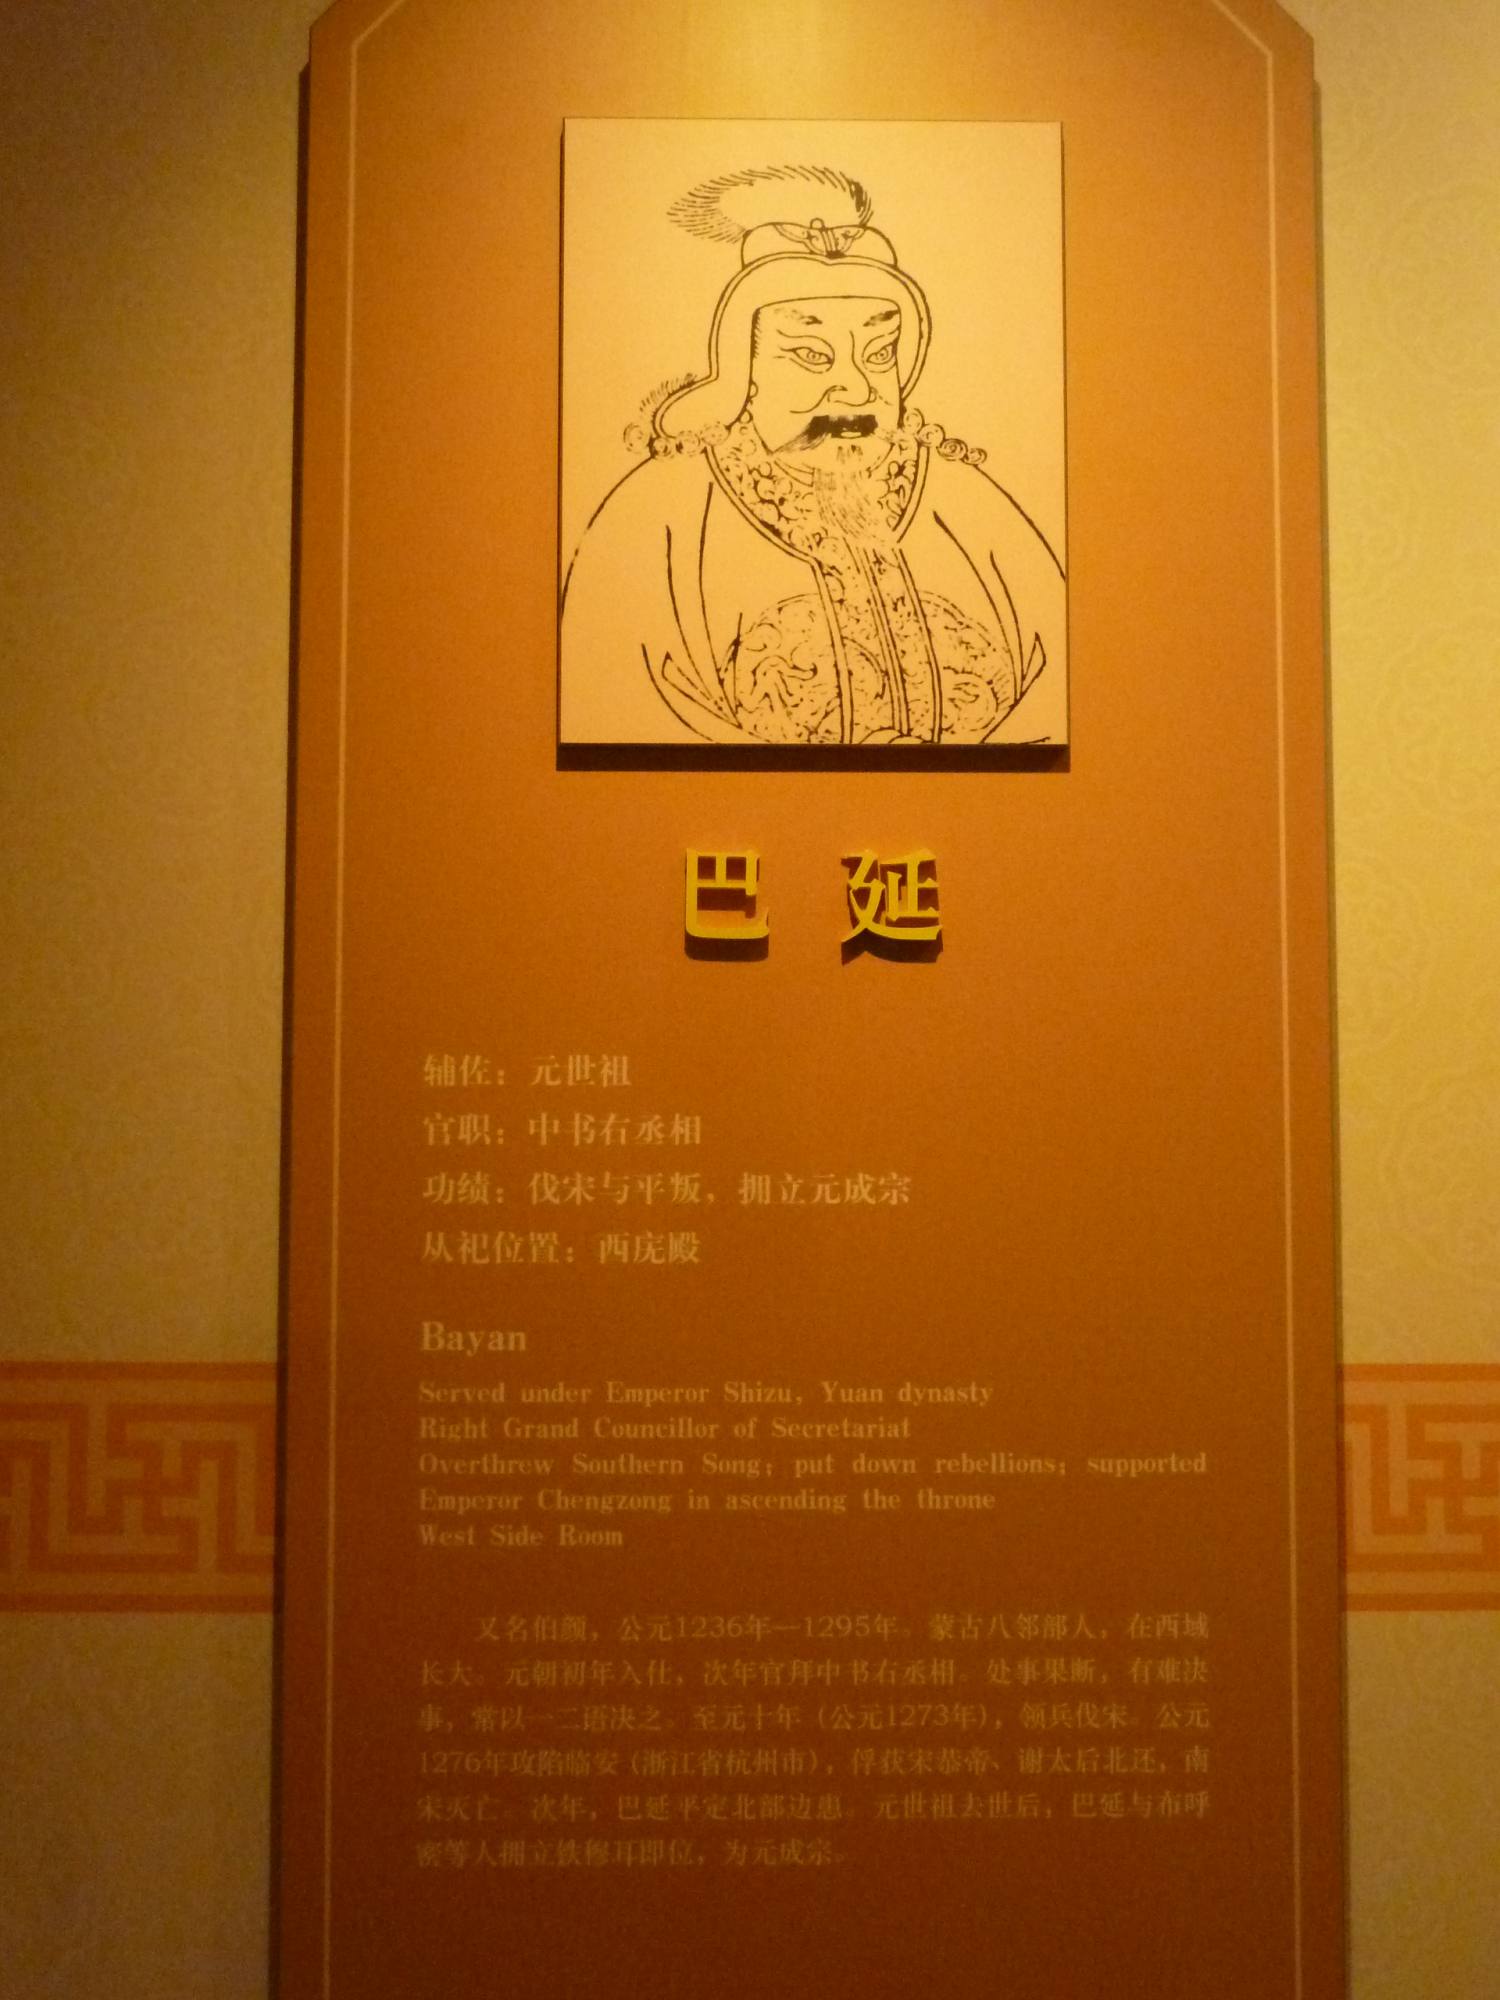 巴延
辅佐：元世祖
官职：中书右丞相
功绩：伐宋与平叛，拥立元成宗
从祀位置：西庑殿
Bayan
Served under Emperor Shizu, Yuan dynasty
Right Grand Councillor of Secretariat
Overthrew Southern Song; put down rebellions; supported
Emperor Chengzong in ascending the throne
West Side Room
又名伯颜，公元1236年—1295年。蒙古八邻部人，在西域
长大。元朝初年入仕，次年官拜中书右丞相。处事果断，有难决
事，常以一二语决之。至元十年（公元1273年），领兵伐宋。公元
1276年攻陷临安（浙江省杭州市），俘获宋恭帝、谢太后北还，南
宋灭亡。次年，巴延平定北部边患。元世祖去世后，巴延与布呼
密等人拥立铁穆耳即位，为元成宗。